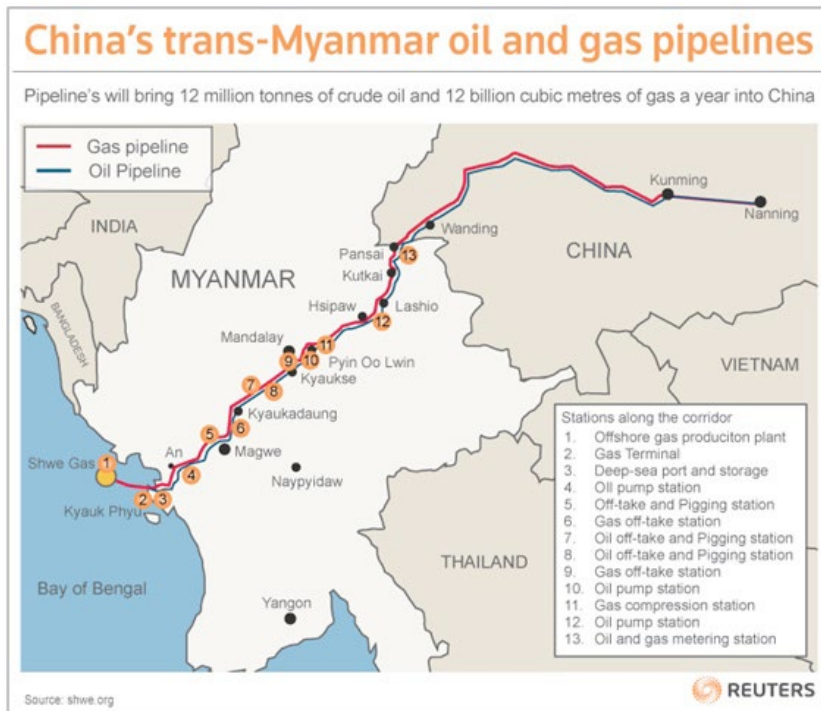 China's trans-Myanmar oil and gas pipelines
Pipeline's will bring 12 million tonnes of crude oil and 12 billion cubic metres of gas a year into China
Gas pipeline
Oil Pipeline
INDIA
BANGLADESH
MYANMAR
CHINA
VIETNAM
THAILAND
Kunming
Nanning
Wanding
Pansai
13
Kutkai
Hsipaw
Lashio
12
Mandalay
11
9
10
Pyin Oo Lwin
Kyaukse
7
8
Kyaukadaung
6
5
Magwe
An
4
Naypyidaw
Shwe Gas
1
2
3
Kyauk Phyu
Bay of Bengal
Yangon
Stations along the corridor
1. Offshore gas produciton plant
2. Gas Terminal
3. Deep-sea port and storage
4. OIl pump station
5. Off-take and Pigging station
6. Gas off-take station
7. Oil off-take and Pigging station
8. Oil off-take and Pigging station
9. Gas off-take station
10. Oil pump station
11. Gas compression station
12. Oil pump station
13. Oil and gas metering station
Source: shwe.org
REUTERS